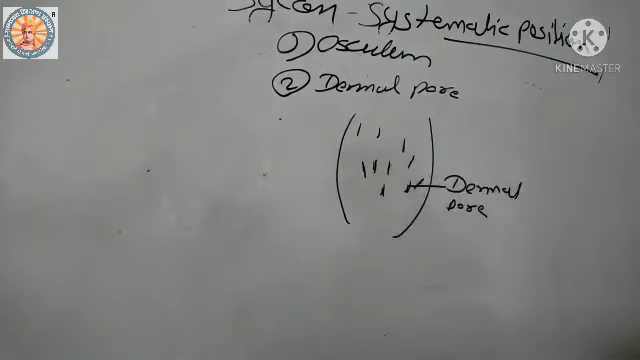 Sycon - Systematic position
① Osculum
② Dermal pore
Dermal
pore
KINEMASTER